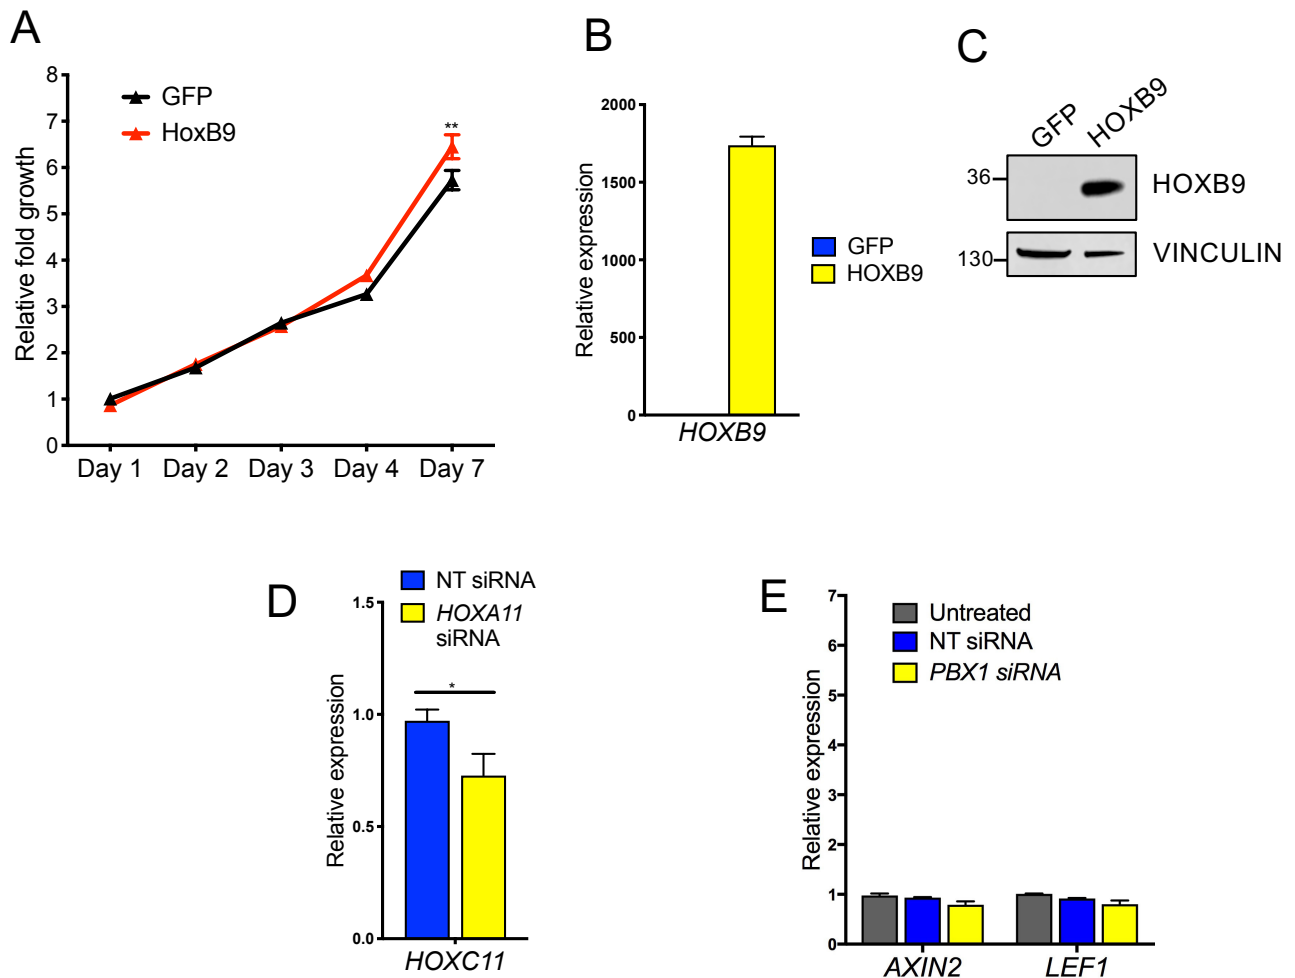 A
8
7
6
5
4
3
2
1
0
Relative fold growth
GFP
HoxB9
**
Day 1 Day 2 Day 3 Day 4 Day 7
B
2000
1500
1000
500
0
Relative expression
HOXB9
GFP
HOXB9
C
GFP HOXB9
36 HOXB9
130 VINCULIN
D
NT siRNA
HOXA11
siRNA
1.5
1.0
0.5
0.0
Relative expression
*
HOXC11
E
Untreated
NT siRNA
PBX1 siRNA
7
6
5
4
3
2
1
0
Relative expression
AXIN2 LEF1